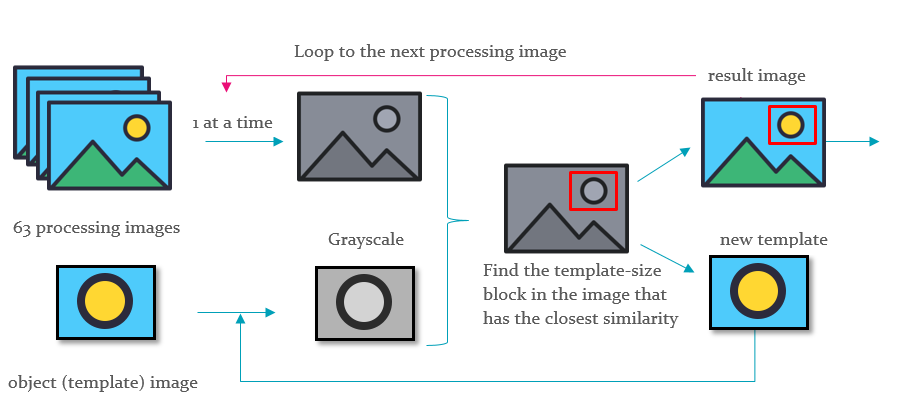 Loop to the next processing image
result image
1 at a time
63 processing images
Grayscale
new template
Find the template-size
block in the image that
has the closest similarity
object (template) image